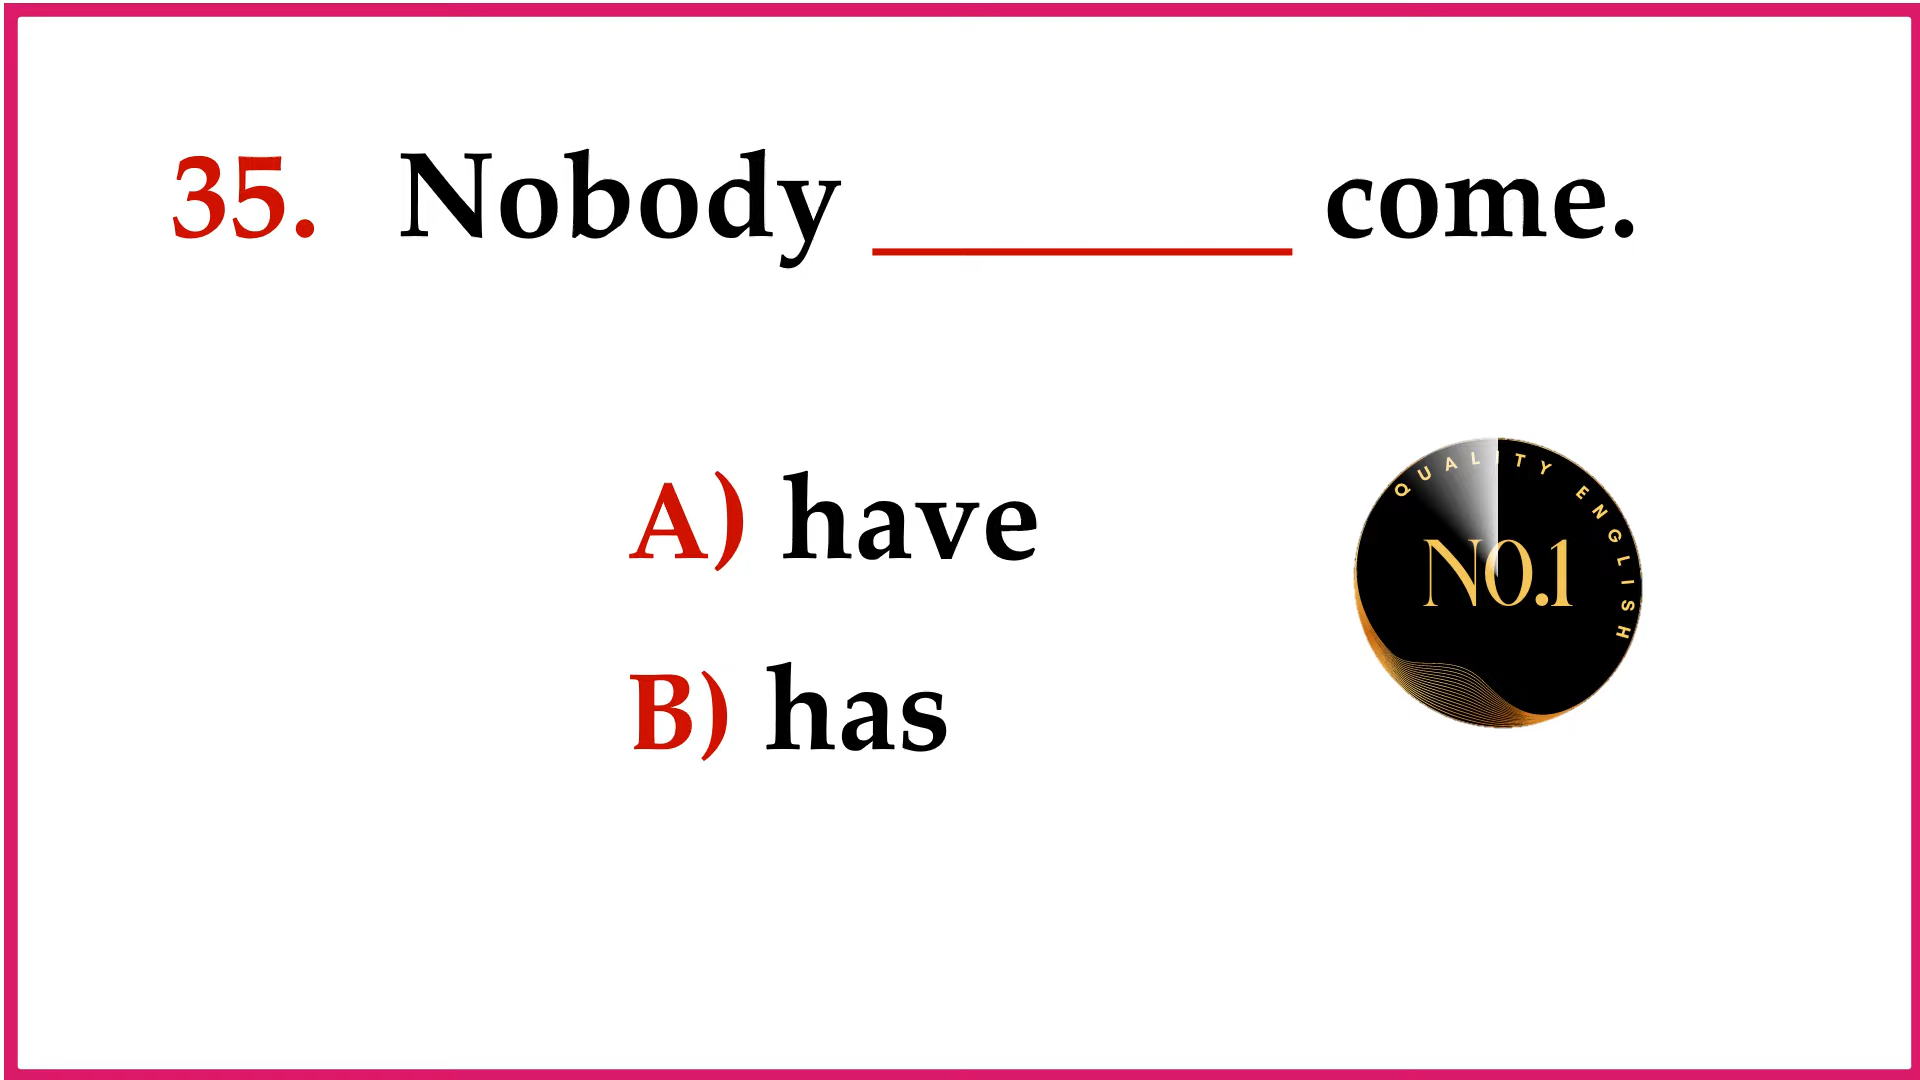 35. Nobody ________ come.
A) have
B) has
QUALITY ENGLISH
NO.1